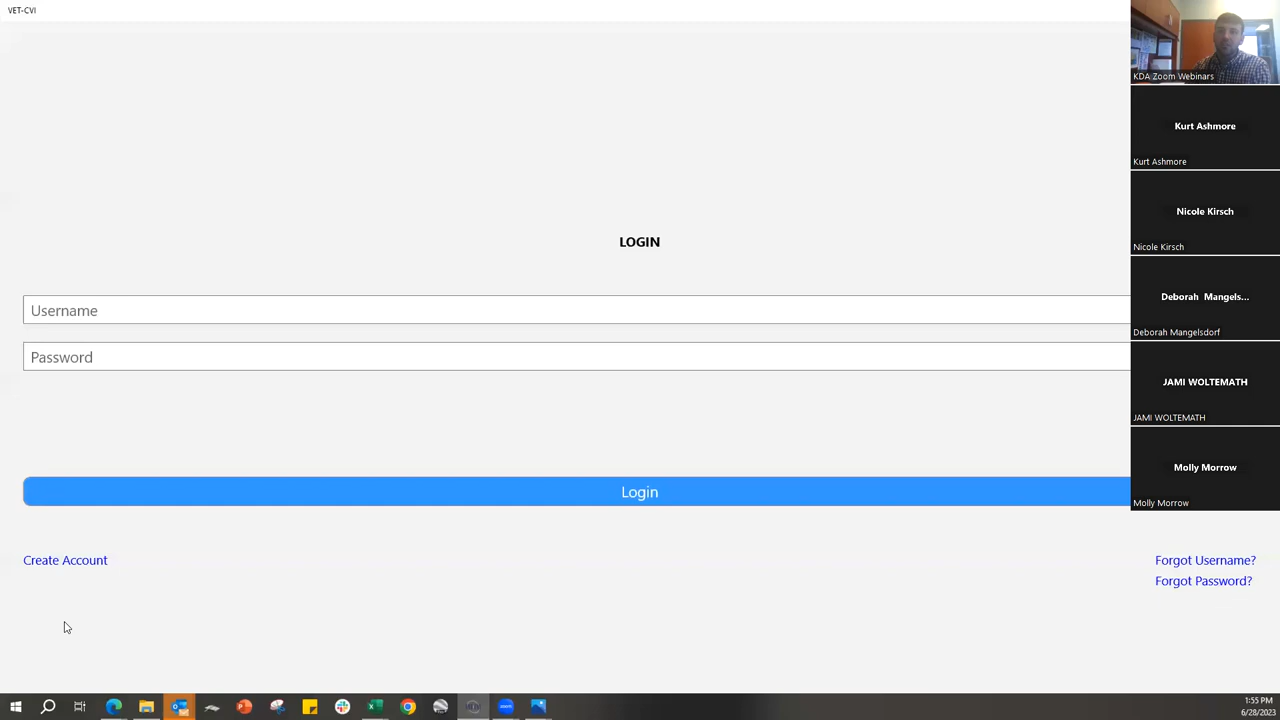 VET-CVI
LOGIN
Username
Password
Login
Create Account
Forgot Username?
Forgot Password?
KDA Zoom Webinars
Kurt Ashmore
Kurt Ashmore
Nicole Kirsch
Nicole Kirsch
Deborah Mangels...
Deborah Mangelsdorf
JAMI WOLTEMATH
JAMI WOLTEMATH
Molly Morrow
Molly Morrow
1:55 PM
6/28/2023